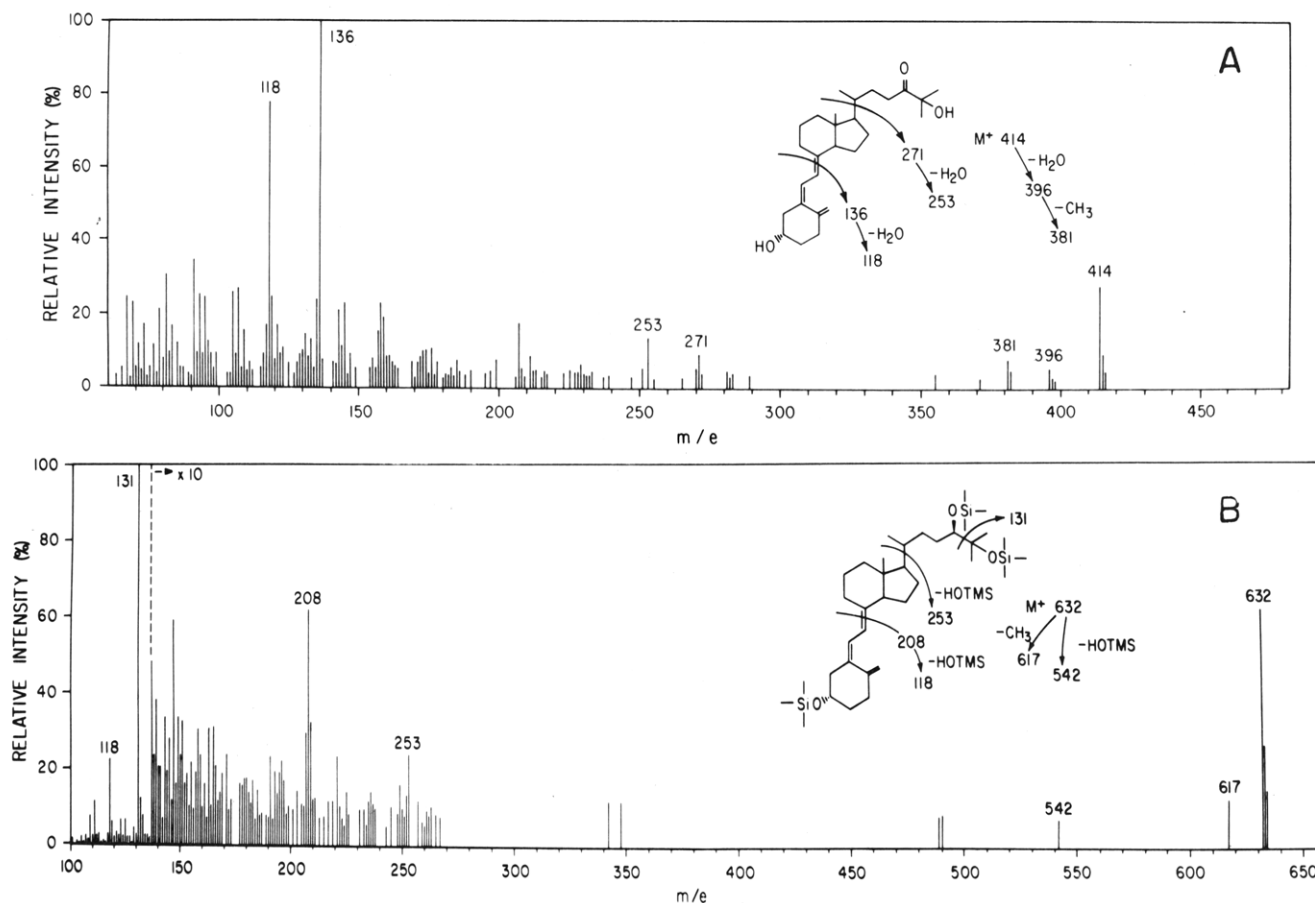 A
RELATIVE INTENSITY (%)
100
80
60
40
20
0
136
118
253
271
381
396
414
O
OH
HO
271
-H₂O
253
136
-H₂O
118
M⁺ 414
-H₂O
396
-CH₃
381
100 150 200 250 300 350 400 450
m/e
B
RELATIVE INTENSITY (%)
100
80
60
40
20
0
131
→ x 10
118
208
253
542
617
632
O Si
131
O Si
-HOTMS
253
208
-HOTMS
118
Si O
M⁺ 632
-CH₃
617
-HOTMS
542
100 150 200 250 300 350 400 450 500 550 600 650
m/e